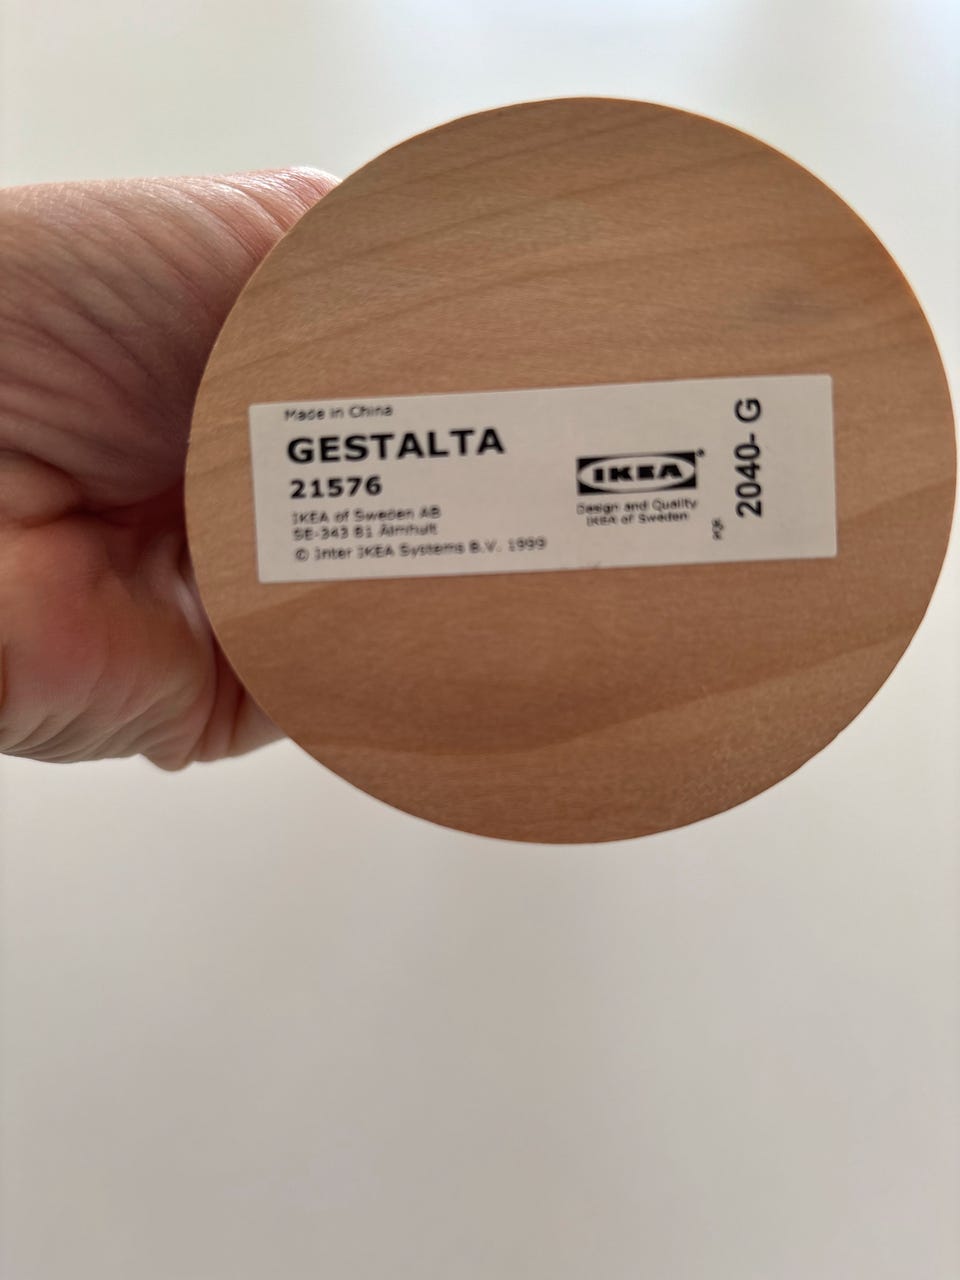 Made in China
GESTALTA
21576
IKEA of Sweden AB
SE-343 81 Älmhult
© Inter IKEA Systems B.V. 1999
IKEA®
Design and Quality
IKEA of Sweden
2040- G